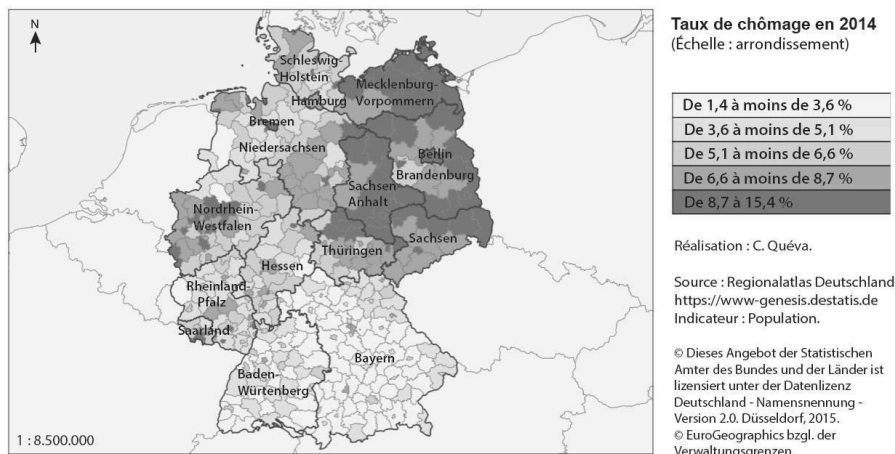 N
Schleswig-
Holstein
Mecklenburg-
Vorpommern
Hamburg
Bremen
Niedersachsen
Berlin
Brandenburg
Sachsen
Anhalt
Nordrhein-
Westfalen
Sachsen
Thüringen
Hessen
Rheinland-
Pfalz
Saarland
Bayern
Baden-
Würtenberg
1 : 8.500.000
Taux de chômage en 2014
(Échelle : arrondissement)
De 1,4 à moins de 3,6 %
De 3,6 à moins de 5,1 %
De 5,1 à moins de 6,6 %
De 6,6 à moins de 8,7 %
De 8,7 à 15,4 %
Réalisation : C. Quéva.
Source : Regionalatlas Deutschland
https://www-genesis.destatis.de
Indicateur : Population.
© Dieses Angebot der Statistischen
Amter des Bundes und der Länder ist
lizensiert unter der Datenlizenz
Deutschland - Namensnennung -
Version 2.0. Düsseldorf, 2015.
© EuroGeographics bzgl. der
Verwaltungsgrenzen